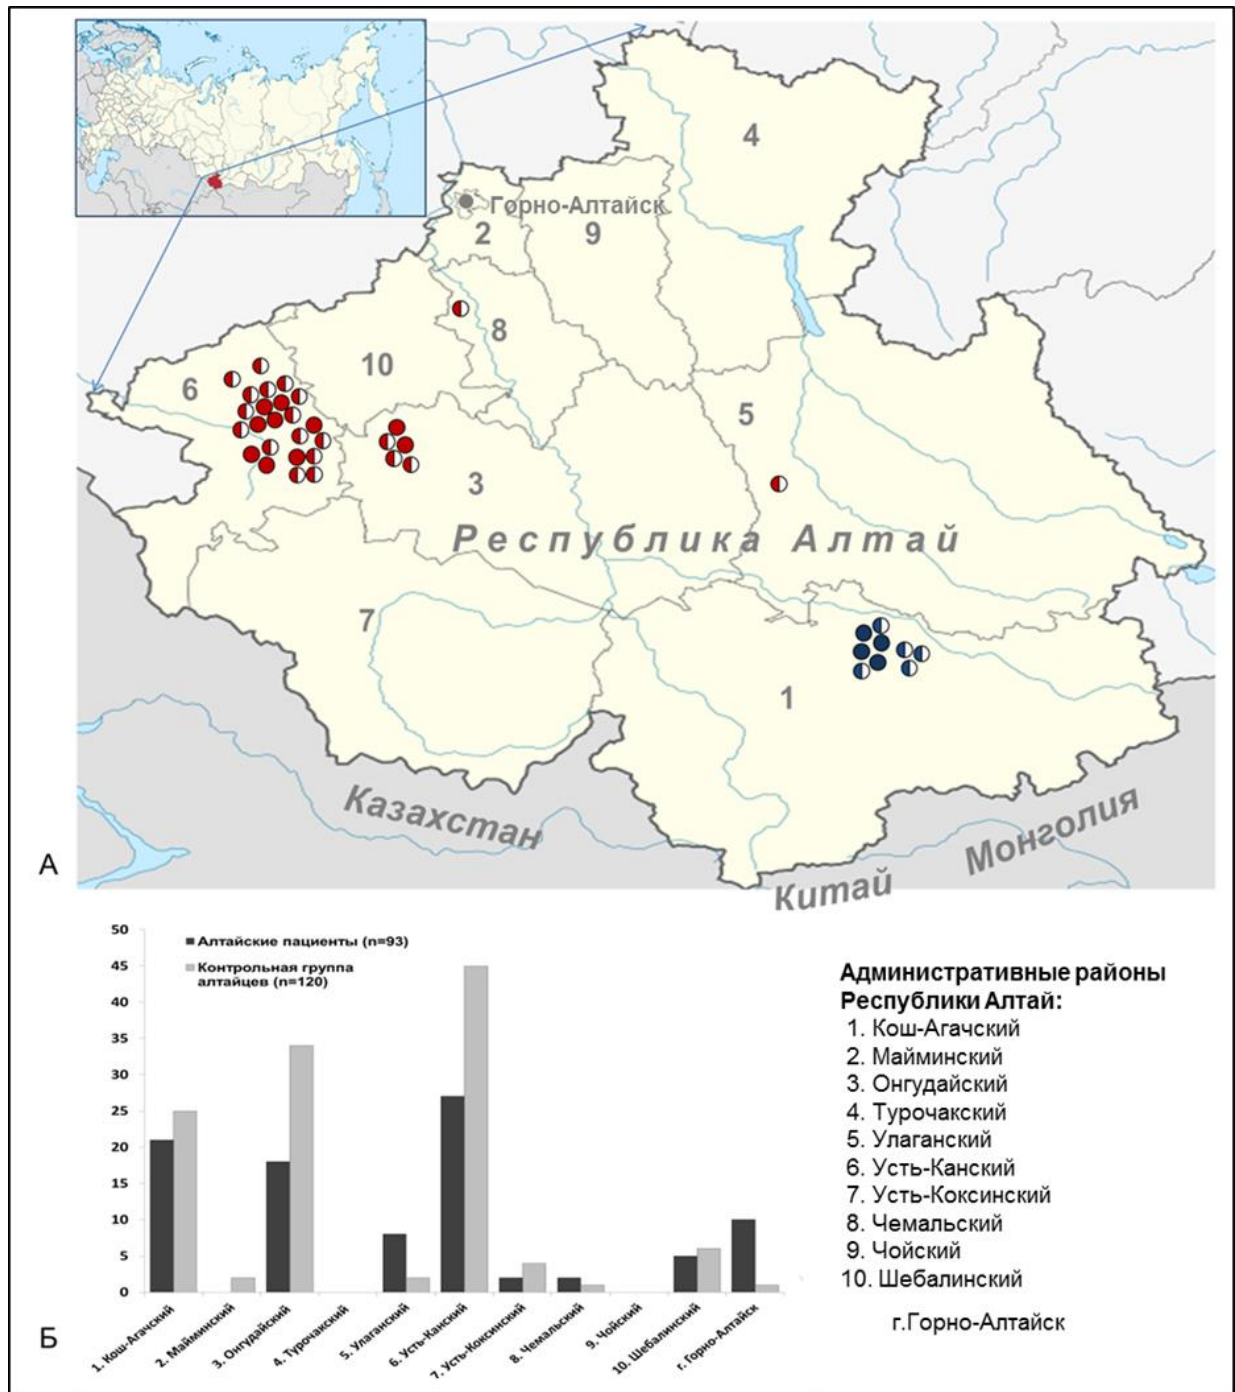 4
Горно-Алтайск
2
9
8
10
6
5
3
Республика Алтай
7
1
Казахстан
Монголия
Китай
А
50
45
40
35
30
25
20
15
10
5
0
Алтайские пациенты (n=93)
Контрольная группа
алтайцев (n=120)
1. Кош-Агачский
2. Майминский
3. Онгудайский
4. Турочакский
5. Улаганский
6. Усть-Канский
7. Усть-Коксинский
8. Чемальский
9. Чойский
10. Шебалинский
г. Горно-Алтайск
Б
Административные районы
Республики Алтай:
1. Кош-Агачский
2. Майминский
3. Онгудайский
4. Турочакский
5. Улаганский
6. Усть-Канский
7. Усть-Коксинский
8. Чемальский
9. Чойский
10. Шебалинский
г.Горно-Алтайск